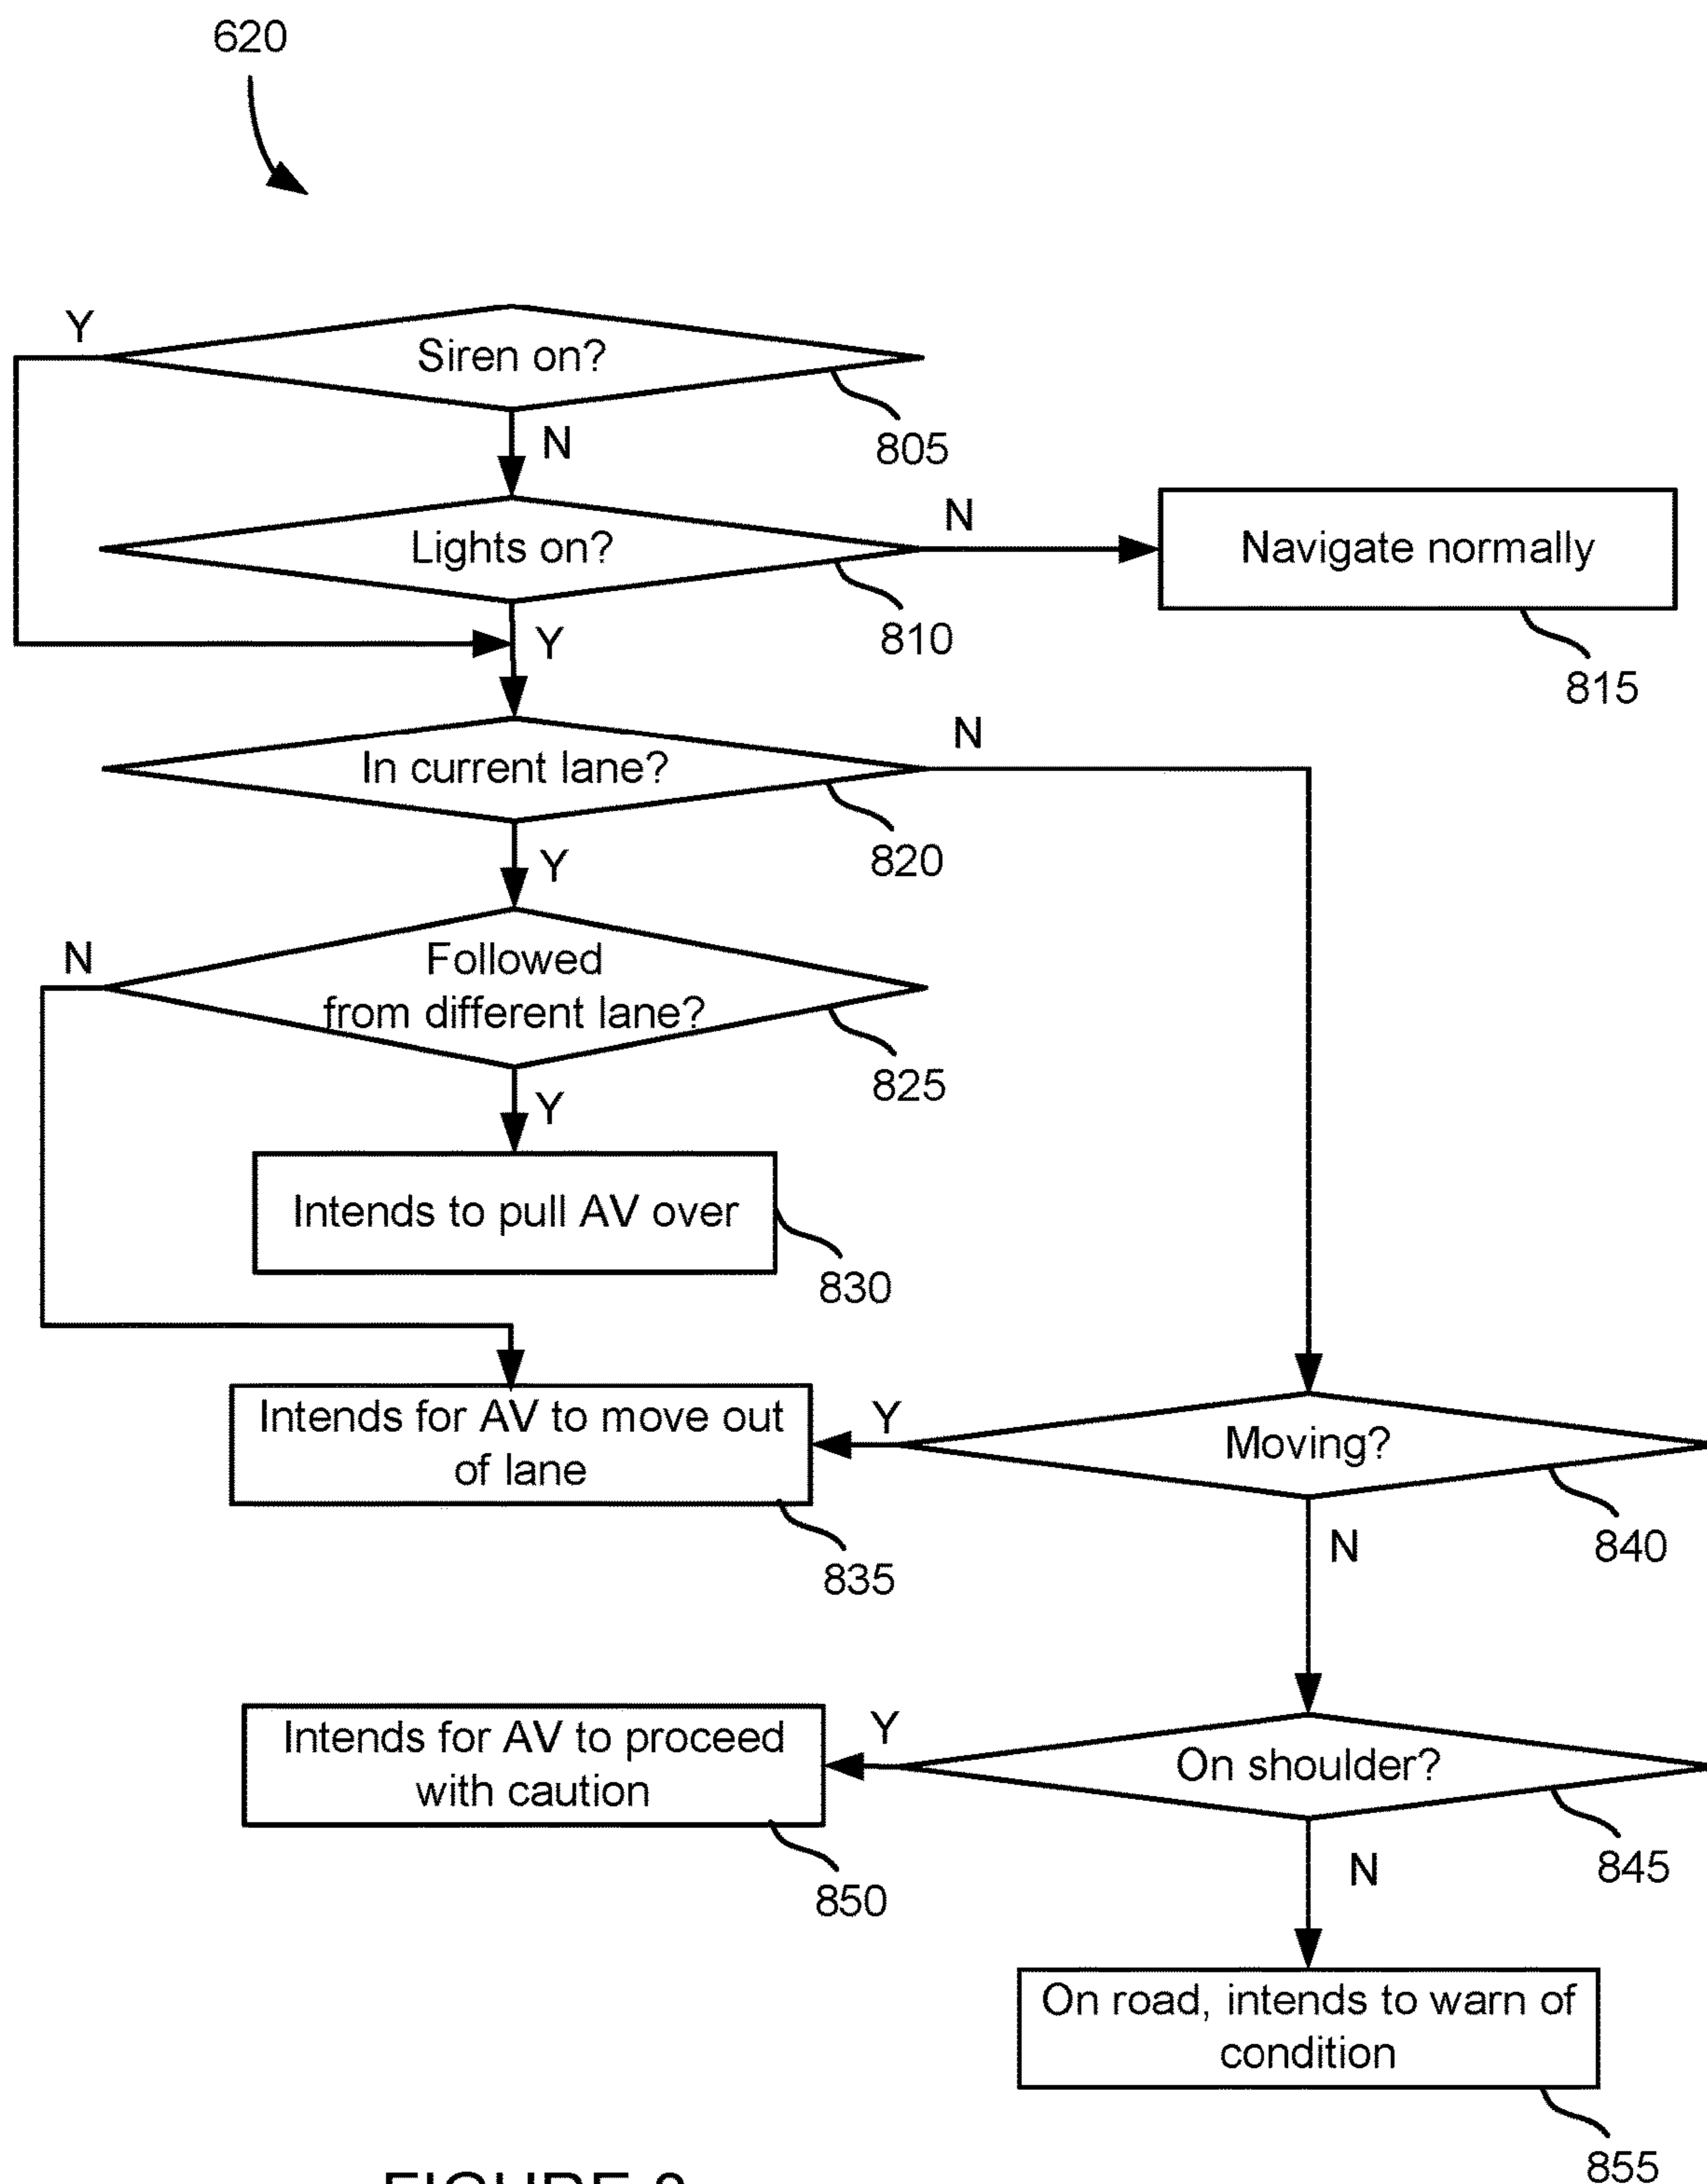 620
Y
Siren on?
805
N
Lights on?
N
Navigate normally
810
815
Y
In current lane?
N
820
Y
N
Followed
from different lane?
825
Y
Intends to pull AV over
830
Intends for AV to move out
of lane
835
Y
Moving?
840
N
Intends for AV to proceed
with caution
850
Y
On shoulder?
845
N
On road, intends to warn of
condition
855
FIGURE